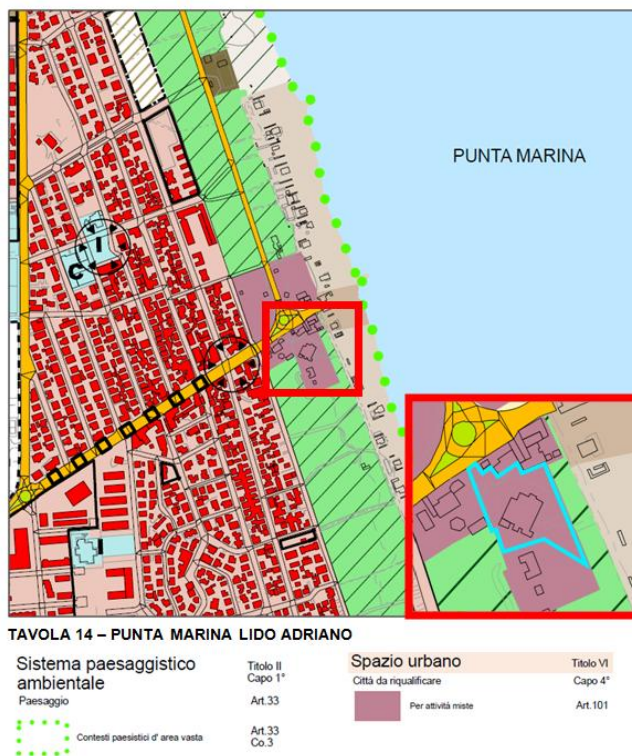 PUNTA MARINA
I
C
TAVOLA 14 – PUNTA MARINA LIDO ADRIANO
Sistema paesaggistico
ambientale
Titolo II
Capo 1°
Paesaggio
Art.33
Contesti paesistici d' area vasta
Art.33
Co.3
Spazio urbano
Titolo VI
Città da riqualificare
Capo 4°
Per attività miste
Art.101